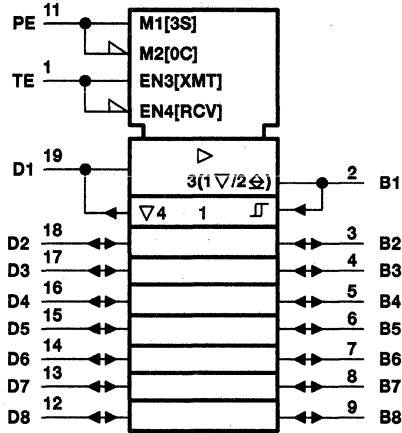 PE 11 M1[3S]
M2[0C]
TE 1 EN3[XMT]
EN4[RCV]
D1 19 ▷
3(1▽/2⎐) 2 B1
▽4 1
D2 18 3 B2
D3 17 4 B3
D4 16 5 B4
D5 15 6 B5
D6 14 7 B6
D7 13 8 B7
D8 12 9 B8